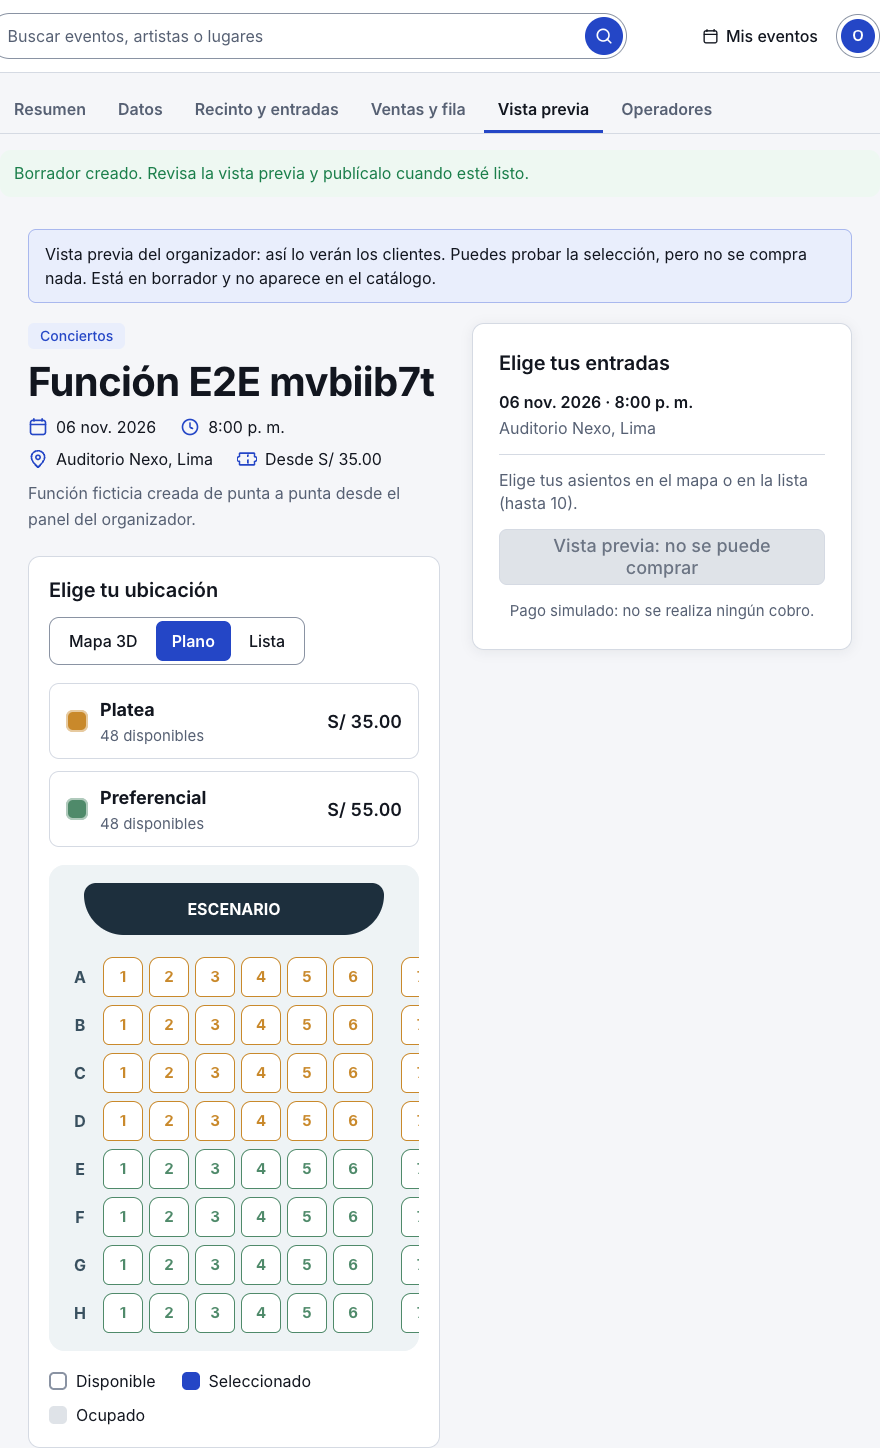 Buscar eventos, artistas o lugares
Mis eventos
O
Resumen Datos Recinto y entradas Ventas y fila Vista previa Operadores
Borrador creado. Revisa la vista previa y publícalo cuando esté listo.
Vista previa del organizador: así lo verán los clientes. Puedes probar la selección, pero no se compra
nada. Está en borrador y no aparece en el catálogo.
Conciertos
Función E2E mvbiib7t
06 nov. 2026 8:00 p. m.
Auditorio Nexo, Lima Desde S/ 35.00
Función ficticia creada de punta a punta desde el
panel del organizador.
Elige tu ubicación
Mapa 3D Plano Lista
Platea
48 disponibles
S/ 35.00
Preferencial
48 disponibles
S/ 55.00
ESCENARIO
A 1 2 3 4 5 6
B 1 2 3 4 5 6
C 1 2 3 4 5 6
D 1 2 3 4 5 6
E 1 2 3 4 5 6
F 1 2 3 4 5 6
G 1 2 3 4 5 6
H 1 2 3 4 5 6
Disponible Seleccionado
Ocupado
Elige tus entradas
06 nov. 2026 · 8:00 p. m.
Auditorio Nexo, Lima
Elige tus asientos en el mapa o en la lista
(hasta 10).
Vista previa: no se puede
comprar
Pago simulado: no se realiza ningún cobro.